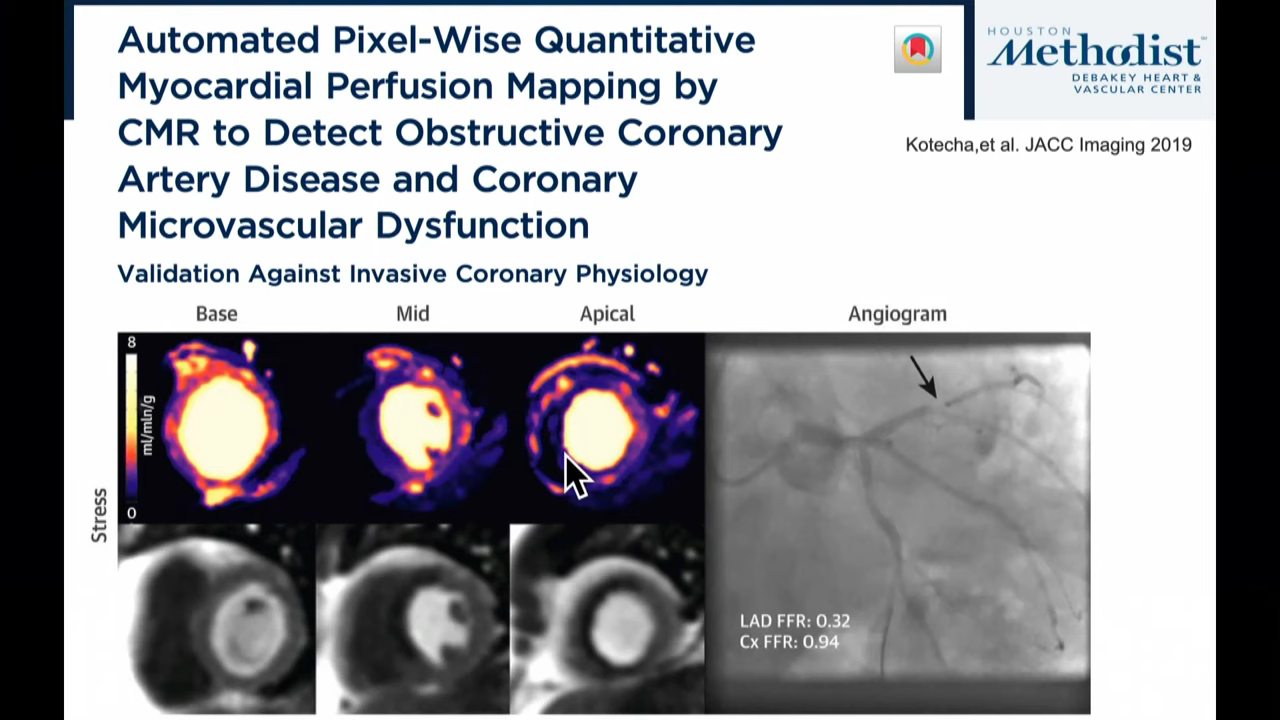 Automated Pixel-Wise Quantitative
Myocardial Perfusion Mapping by
CMR to Detect Obstructive Coronary
Artery Disease and Coronary
Microvascular Dysfunction
Validation Against Invasive Coronary Physiology
HOUSTON
Methodist
DEBAKEY HEART &
VASCULAR CENTER
Kotecha,et al. JACC Imaging 2019
Base
Mid
Apical
Angiogram
8
ml/mln/g
0
Stress
LAD FFR: 0.32
Cx FFR: 0.94